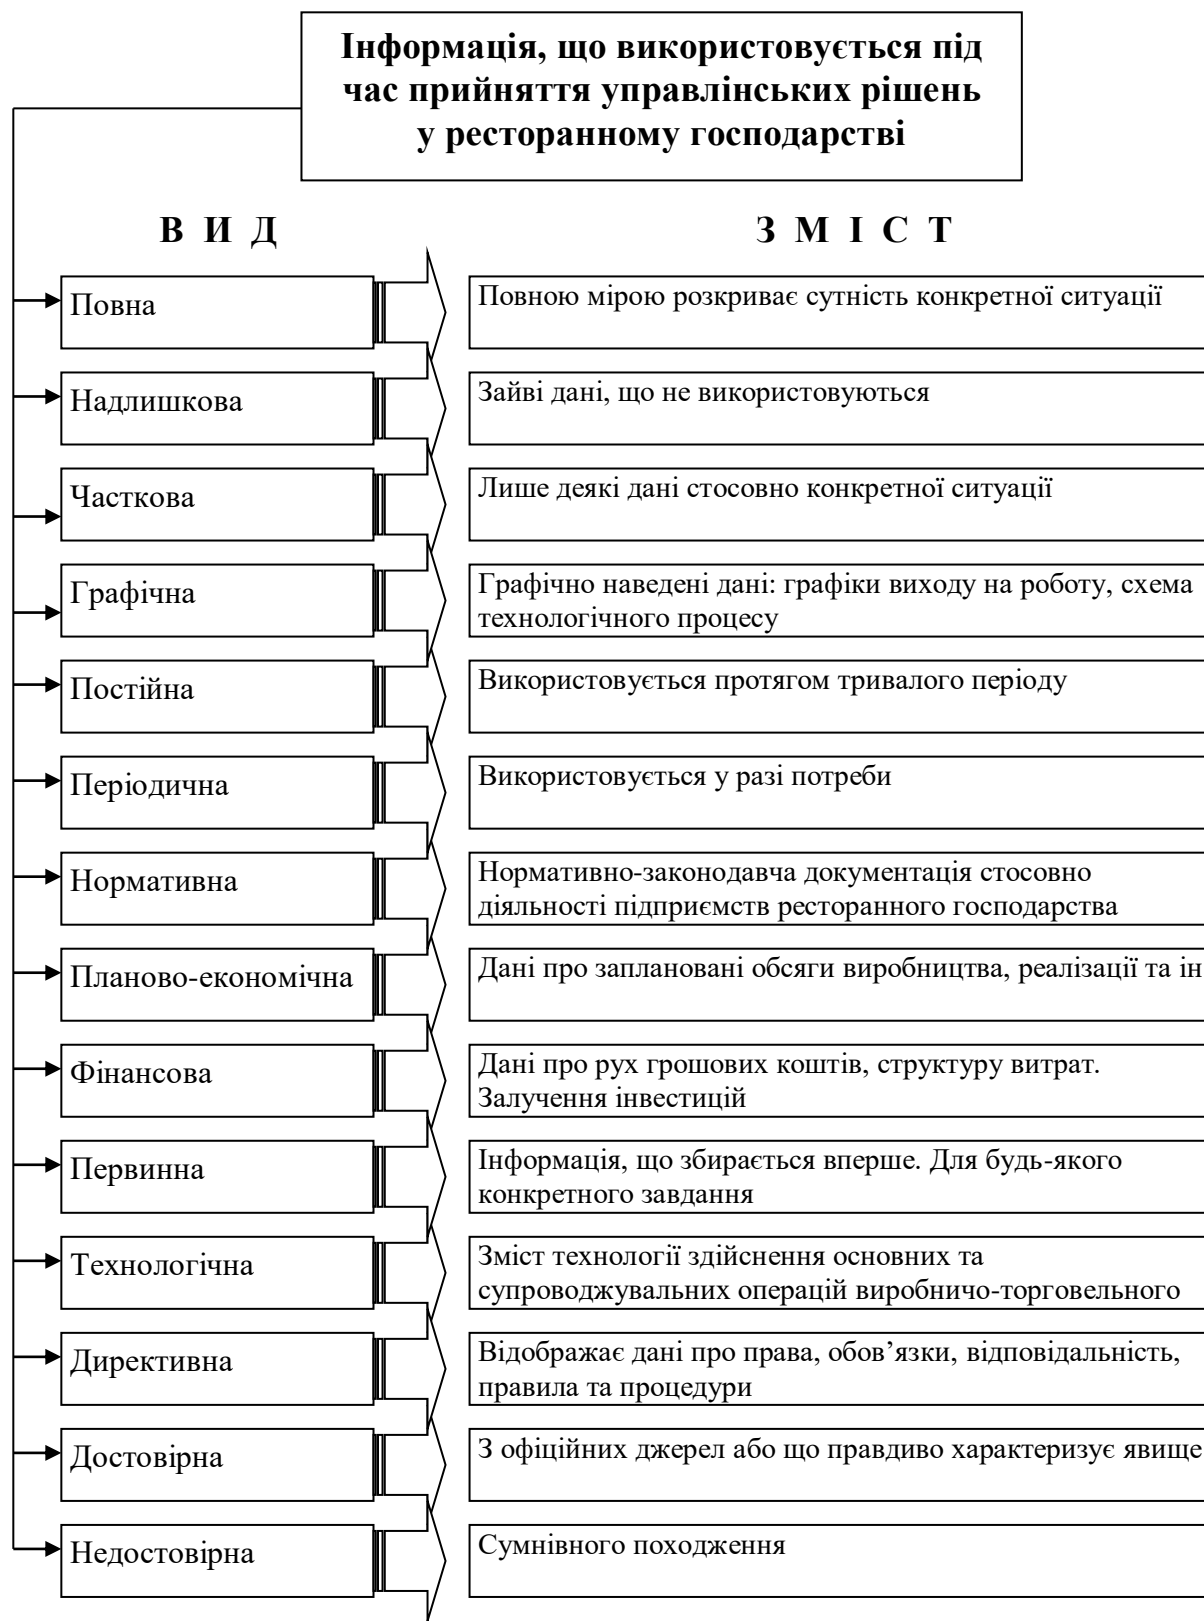 Інформація, що використовується під
час прийняття управлінських рішень
у ресторанному господарстві
В И Д
З М І С Т
Повна
Повною мірою розкриває сутність конкретної ситуації
Надлишкова
Зайві дані, що не використовуються
Часткова
Лише деякі дані стосовно конкретної ситуації
Графічна
Графічно наведені дані: графіки виходу на роботу, схема
технологічного процесу
Постійна
Використовується протягом тривалого періоду
Періодична
Використовується у разі потреби
Нормативна
Нормативно-законодавча документація стосовно
діяльності підприємств ресторанного господарства
Планово-економічна
Дані про заплановані обсяги виробництва, реалізації та ін
Фінансова
Дані про рух грошових коштів, структуру витрат.
Залучення інвестицій
Первинна
Інформація, що збирається вперше. Для будь-якого
конкретного завдання
Технологічна
Зміст технології здійснення основних та
супроводжувальних операцій виробничо-торговельного
Директивна
Відображає дані про права, обов’язки, відповідальність,
правила та процедури
Достовірна
З офіційних джерел або що правдиво характеризує явище
Недостовірна
Сумнівного походження